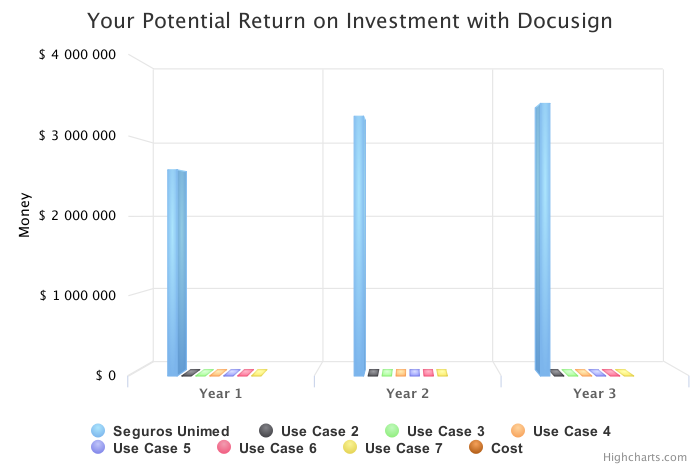 Your Potential Return on Investment with Docusign
$ 4 000 000
$ 3 000 000
$ 2 000 000
$ 1 000 000
$ 0
Money
Year 1 Year 2 Year 3
Seguros Unimed Use Case 2 Use Case 3 Use Case 4
Use Case 5 Use Case 6 Use Case 7 Cost
Highcharts.com